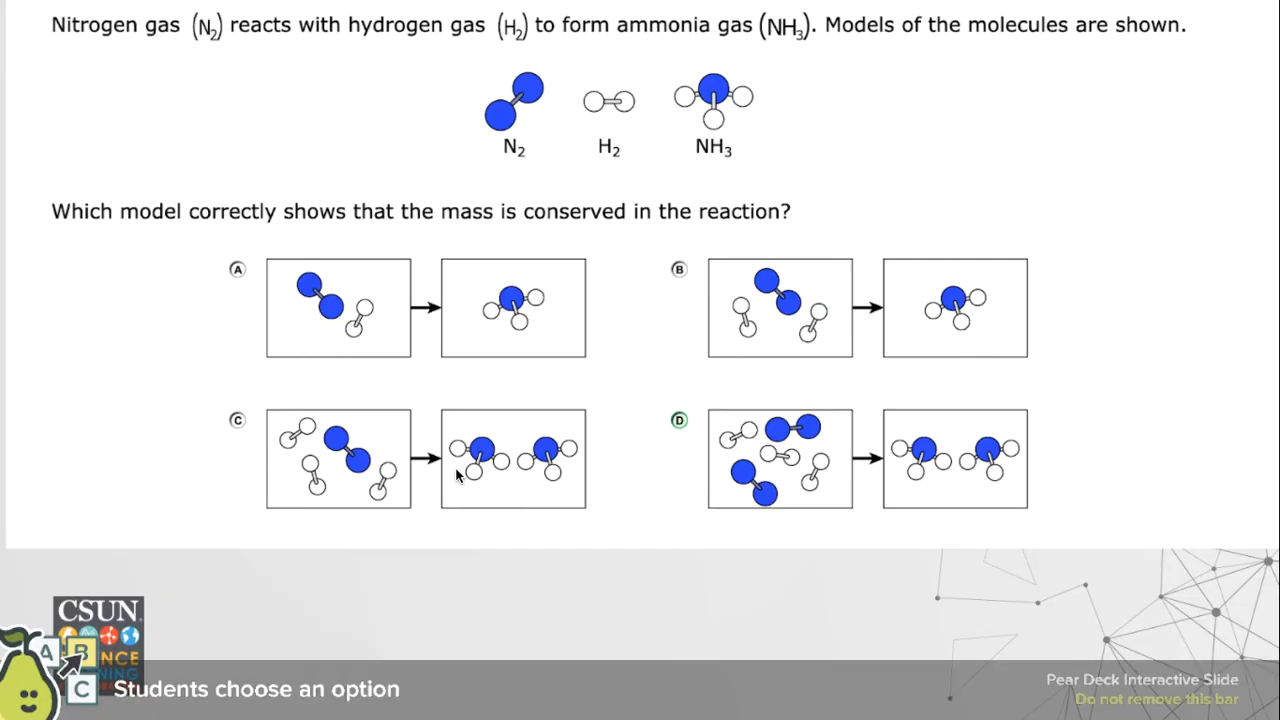 Nitrogen gas (N₂) reacts with hydrogen gas (H₂) to form ammonia gas (NH₃). Models of the molecules are shown.
N₂ H₂ NH₃
Which model correctly shows that the mass is conserved in the reaction?
A B
C D
CSUN
A B NCE
C
Students choose an option
Pear Deck Interactive Slide
Do not remove this bar